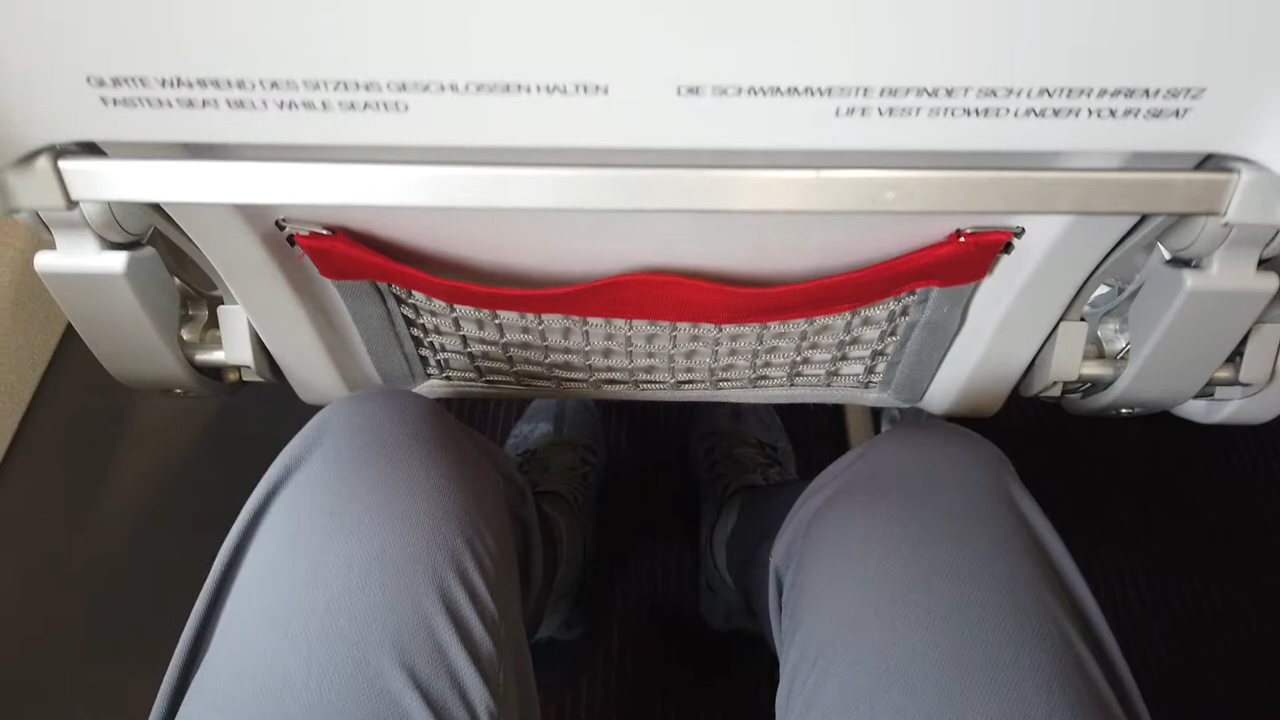 GURTE WÄHREND DES SITZENS GESCHLOSSEN HALTEN
FASTEN SEAT BELT WHILE SEATED
DIE SCHWIMMWESTE BEFINDET SICH UNTER IHREM SITZ
LIFE VEST STOWED UNDER YOUR SEAT